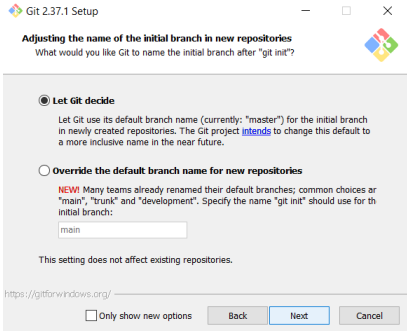 Git 2.37.1 Setup
Adjusting the name of the initial branch in new repositories
What would you like Git to name the initial branch after "git init"?
Let Git decide
Let Git use its default branch name (currently: "master") for the initial branch
in newly created repositories. The Git project intends to change this default to
a more inclusive name in the near future.
Override the default branch name for new repositories
NEW! Many teams already renamed their default branches; common choices ar
"main", "trunk" and "development". Specify the name "git init" should use for th
initial branch:
main
This setting does not affect existing repositories.
https://gitforwindows.org/
Only show new options
Back
Next
Cancel